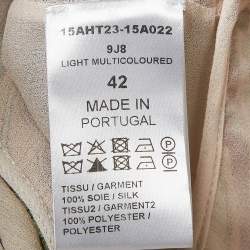 15AHT23-15A022
9J8
LIGHT MULTICOLOURED
42
MADE IN
PORTUGAL
TISSU / GARMENT
100% SOIE / SILK
TISSU2 / GARMENT2
100% POLYESTER /
POLYESTER